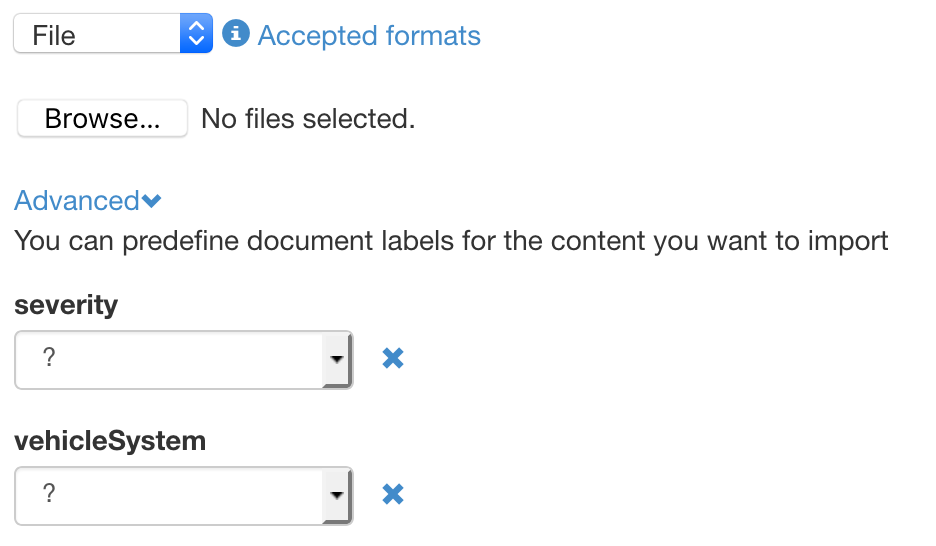 File Accepted formats
Browse... No files selected.
Advanced
You can predefine document labels for the content you want to import
severity
?
vehicleSystem
?